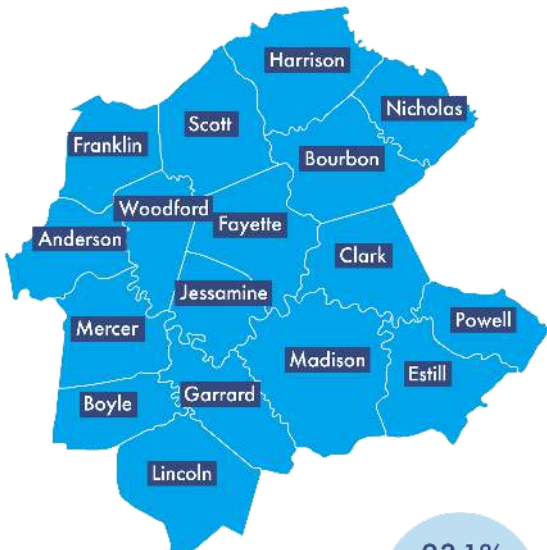 Harrison
Nicholas
Scott
Franklin
Bourbon
Woodford
Fayette
Anderson
Clark
Jessamine
Powell
Mercer
Madison
Estill
Garrard
Boyle
Lincoln